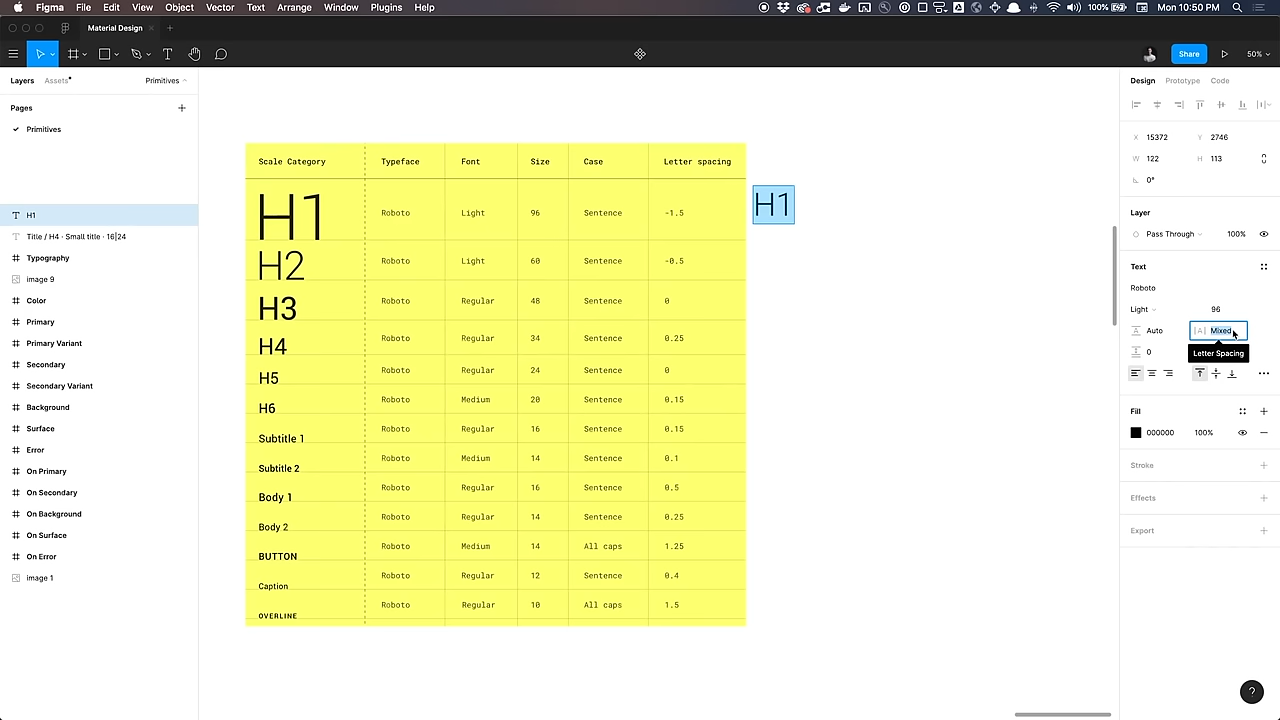 Figma File Edit View Object Vector Text Arrange Window Plugins Help 100% Mon 10:50 PM
Material Design
Share 50%
Layers Assets Primitives
Pages
Primitives
H1
Title / H4 · Small title · 16|24
Typography
image 9
Color
Primary
Primary Variant
Secondary
Secondary Variant
Background
Surface
Error
On Primary
On Secondary
On Background
On Surface
On Error
image 1
Scale Category Typeface Font Size Case Letter spacing
H1 Roboto Light 96 Sentence -1.5
H2 Roboto Light 60 Sentence -0.5
H3 Roboto Regular 48 Sentence 0
H4 Roboto Regular 34 Sentence 0.25
H5 Roboto Regular 24 Sentence 0
H6 Roboto Medium 20 Sentence 0.15
Subtitle 1 Roboto Regular 16 Sentence 0.15
Subtitle 2 Roboto Medium 14 Sentence 0.1
Body 1 Roboto Regular 16 Sentence 0.5
Body 2 Roboto Regular 14 Sentence 0.25
BUTTON Roboto Medium 14 All caps 1.25
Caption Roboto Regular 12 Sentence 0.4
OVERLINE Roboto Regular 10 All caps 1.5
H1
Design Prototype Code
X 15372 Y 2746
W 122 H 113
0°
Layer
Pass Through 100%
Text
Roboto
Light 96
Auto Mixed
0
Letter Spacing
Fill
000000 100%
Stroke
Effects
Export
?